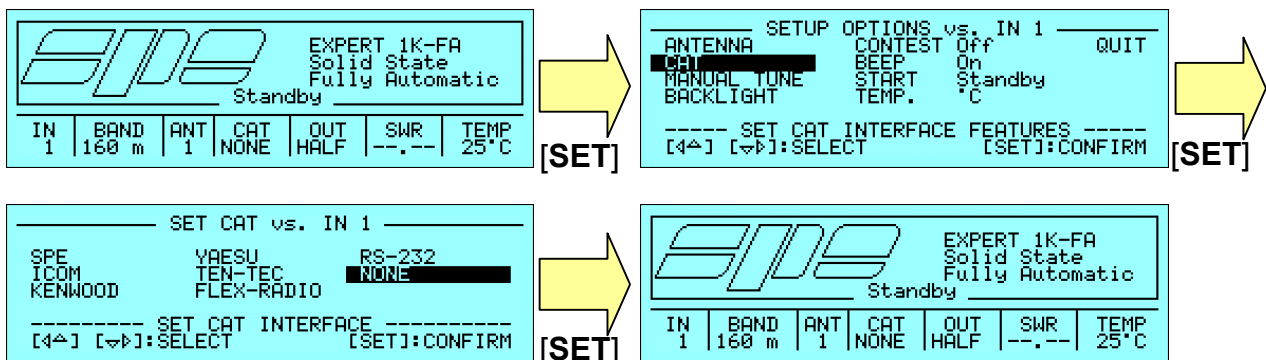 spe
EXPERT 1K-FA
Solid State
Fully Automatic
Standby
IN BAND ANT CAT OUT SWR TEMP
1 160 m 1 NONE HALF --.-- 25°C
[SET]
SETUP OPTIONS vs. IN 1
ANTENNA CONTEST Off QUIT
CAT BEEP On
MANUAL TUNE START Standby
BACKLIGHT TEMP. °C
----- SET CAT INTERFACE FEATURES -----
[◁△] [▽▷]:SELECT [SET]:CONFIRM
[SET]
SET CAT vs. IN 1
SPE YAESU RS-232
ICOM TEN-TEC NONE
KENWOOD FLEX-RADIO
--------- SET CAT INTERFACE ----------
[◁△] [▽▷]:SELECT [SET]:CONFIRM
[SET]
spe
EXPERT 1K-FA
Solid State
Fully Automatic
Standby
IN BAND ANT CAT OUT SWR TEMP
1 160 m 1 NONE HALF --.-- 25°C